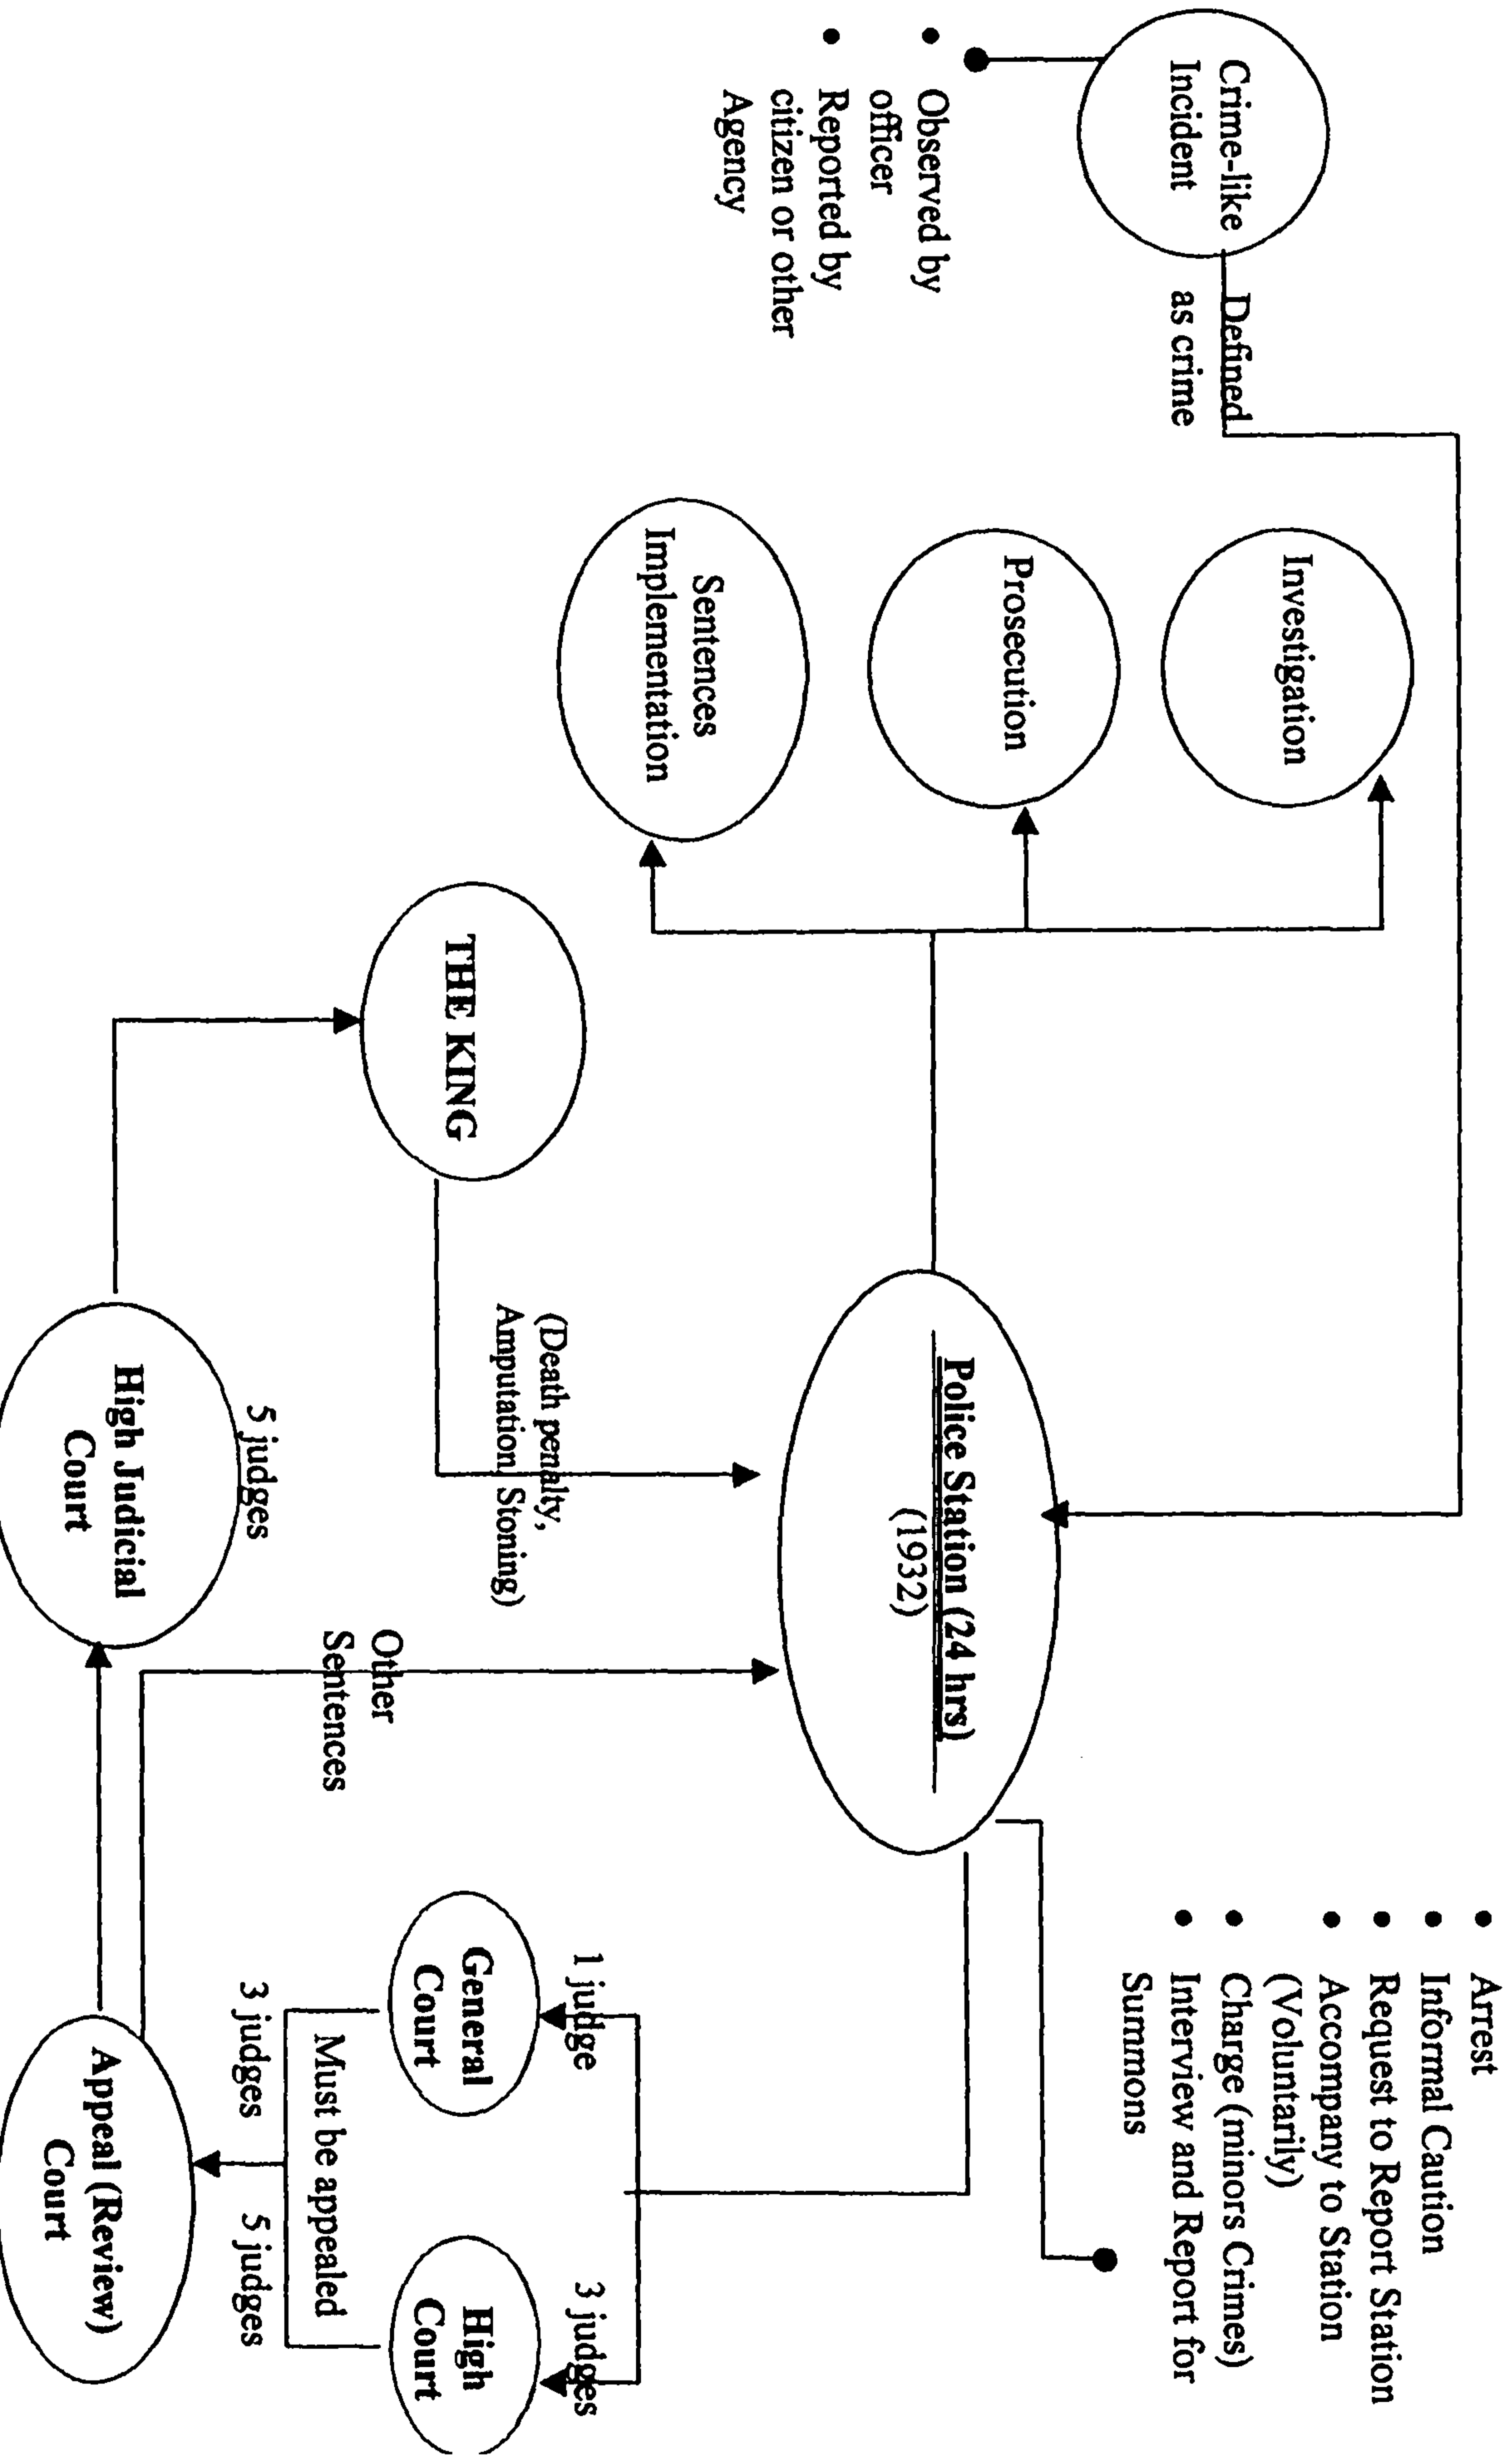 Crime-like
Incident
Defined
as crime
• Observed by
officer
• Reported by
citizen or other
Agency
• Arrest
• Informal Caution
• Request to Report Station
• Accompany to Station
(Voluntarily)
• Charge (minors Crimes)
• Interview and Report for
Summons
Investigation
Prosecution
Sentences
Implementation
Police Station (24 hrs)
(1932)
THE KING
(Death penalty,
Amputation, Stoning)
Other
Sentences
1 judge
3 judges
General
Court
High
Court
Must be appealed
3 judges
5 judges
5 judges
High Judicial
Court
Appeal (Review)
Court